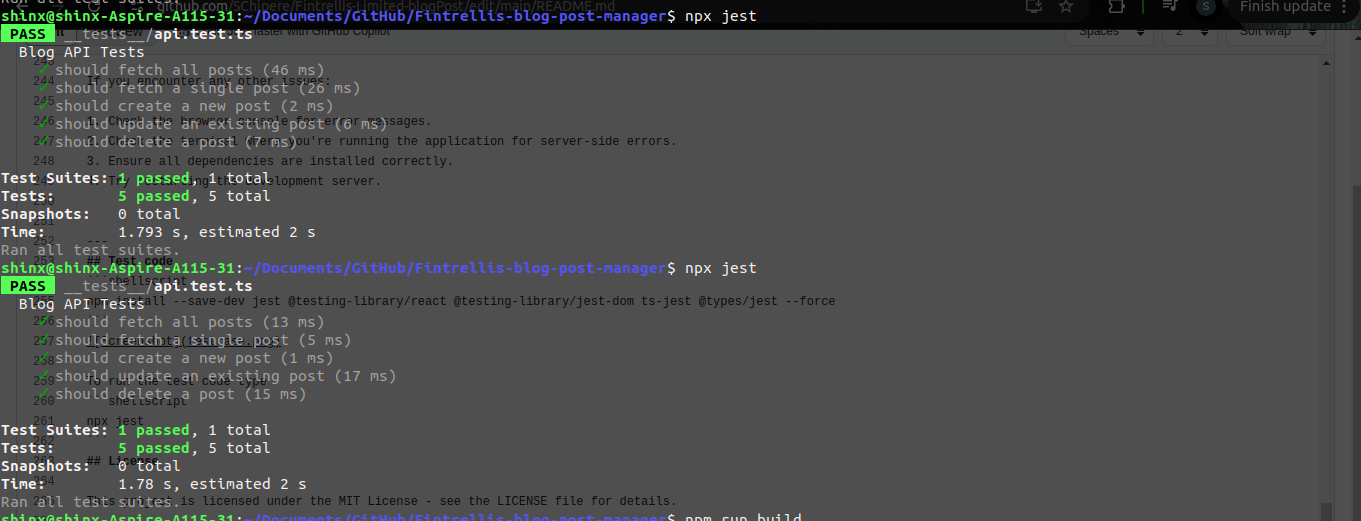 Ran all test suites.
github.com/SChipere/Fintrellis-Limited-blogPost/edit/main/README.md
S
Finish update
shinx@shinx-Aspire-A115-31:~/Documents/GitHub/Fintrellis-blog-post-manager$ npx jest
PASS __tests__/api.test.ts
faster with GitHub Copilot
Spaces
2
Soft wrap
Blog API Tests
243
✓ should fetch all posts (46 ms)
244 If you encounter any other issues:
✓ should fetch a single post (26 ms)
245
✓ should create a new post (2 ms)
246 1. Check the browser console for error messages.
✓ should update an existing post (6 ms)
247 2. Check the terminal where you're running the application for server-side errors.
✓ should delete a post (7 ms)
248 3. Ensure all dependencies are installed correctly.
Test Suites: 1 passed, 1 total
249 4. Try restarting the development server.
Tests: 5 passed, 5 total
Snapshots: 0 total
251
Time: 1.793 s, estimated 2 s
252 ---
Ran all test suites.
253 ## Test code
shinx@shinx-Aspire-A115-31:~/Documents/GitHub/Fintrellis-blog-post-manager$ npx jest
shellscript
PASS __tests__/api.test.ts
npm install --save-dev jest @testing-library/react @testing-library/jest-dom ts-jest @types/jest --force
Blog API Tests
256
✓ should fetch all posts (13 ms)
257
✓ should fetch a single post (5 ms)
258
✓ should create a new post (1 ms)
259 To run the test code type
✓ should update an existing post (17 ms)
✓ should delete a post (15 ms)
260 shellscript
261 npx jest
Test Suites: 1 passed, 1 total
262
Tests: 5 passed, 5 total
263 ## License
Snapshots: 0 total
264
Time: 1.78 s, estimated 2 s
This project is licensed under the MIT License - see the LICENSE file for details.
Ran all test suites.
shinx@shinx-Aspire-A115-31:~/Documents/GitHub/Fintrellis-blog-post-manager$ npm run build